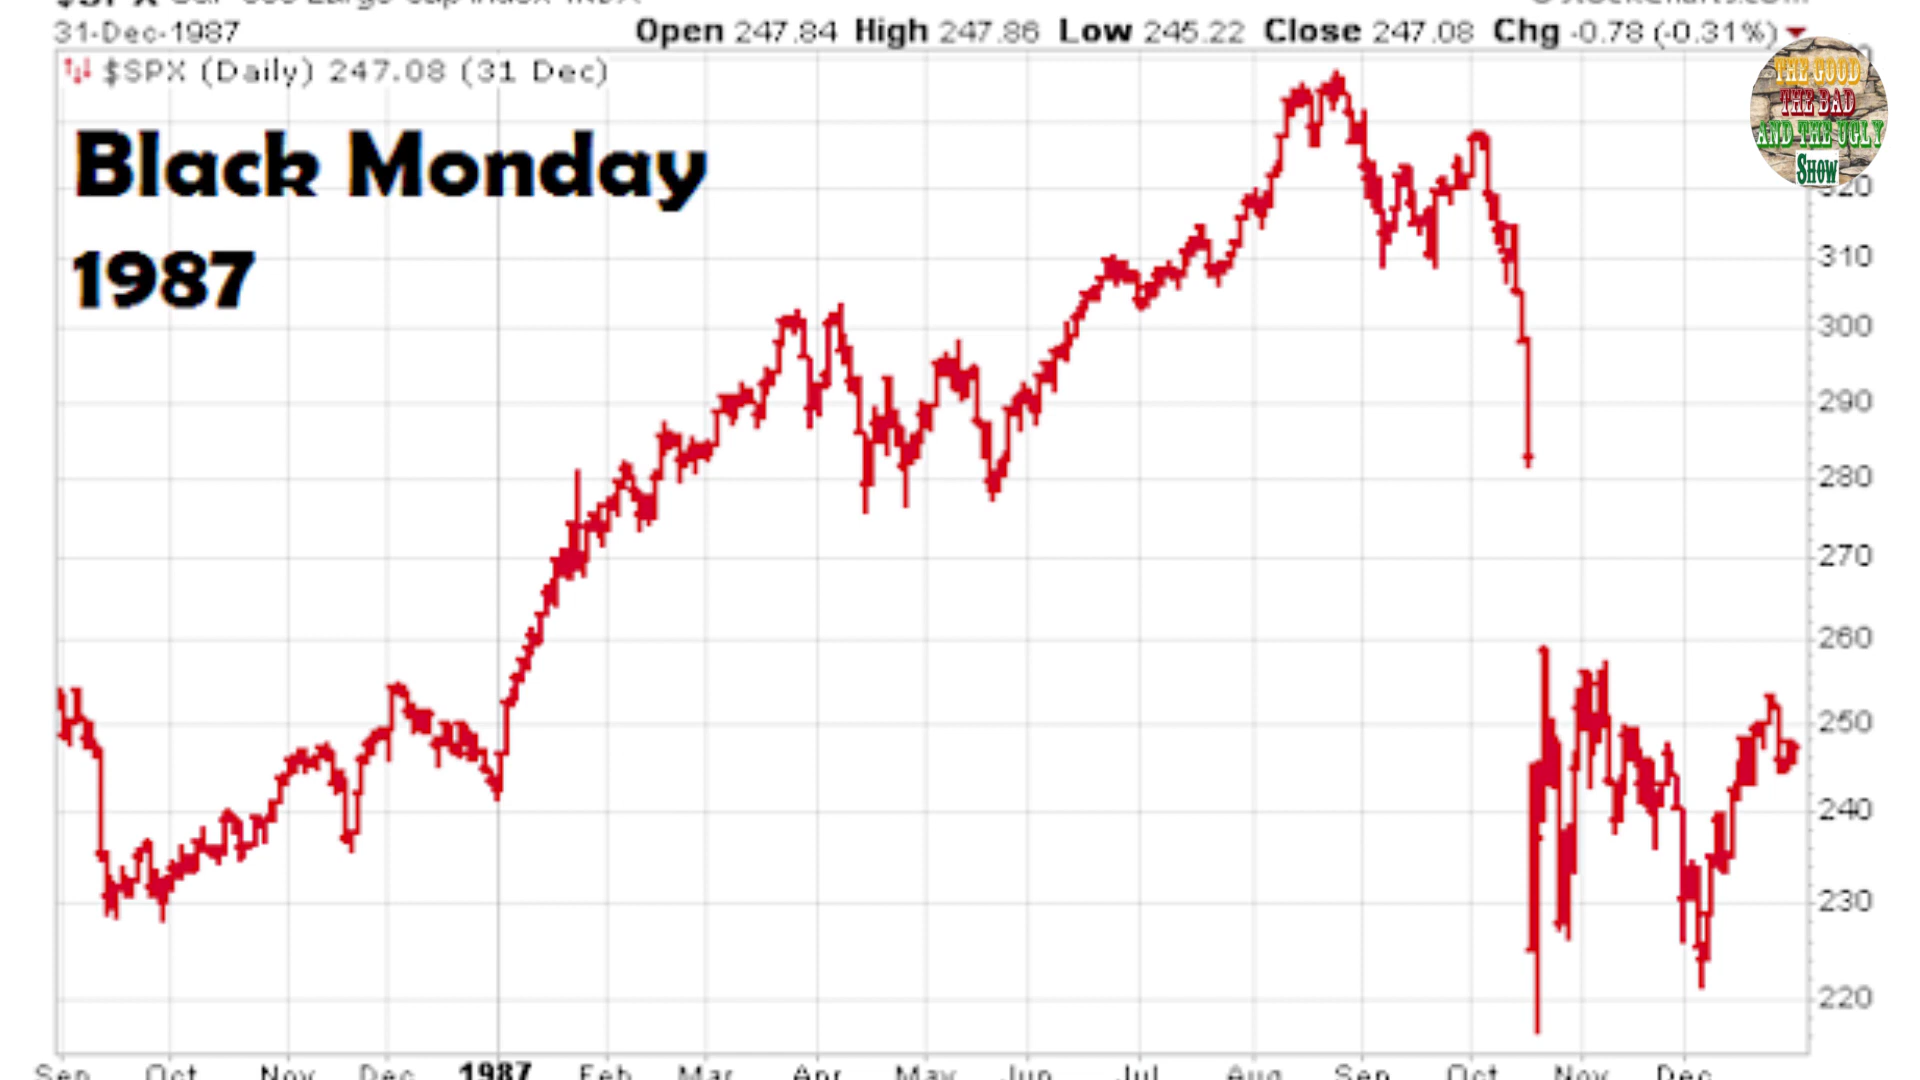 31-Dec-1987 Open 247.84 High 247.86 Low 245.22 Close 247.08 Chg -0.78 (-0.31%)
$SPX (Daily) 247.08 (31 Dec)
Black Monday
1987
THE GOOD
THE BAD
AND THE UGLY
SHOW
320
310
300
290
280
270
260
250
240
230
220
Sep Oct Nov Dec 1987 Feb Mar Apr May Jun Jul Aug Sep Oct Nov Dec